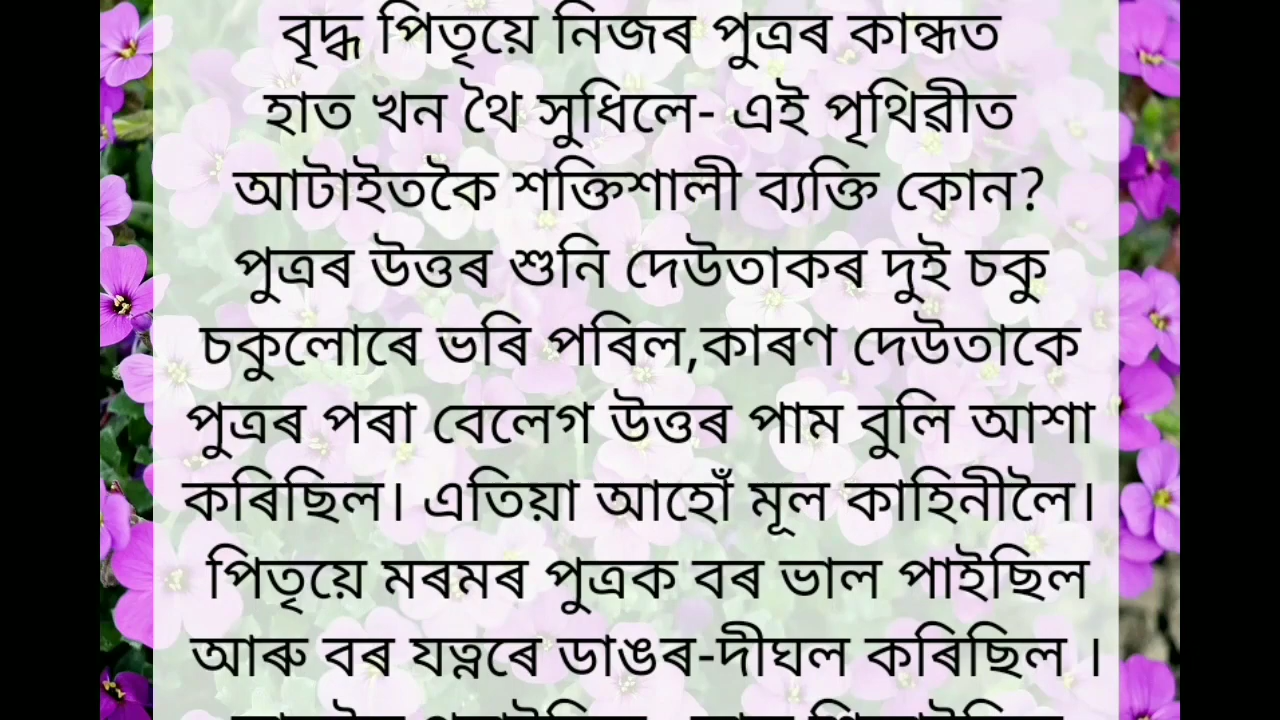 বৃদ্ধ পিতৃয়ে নিজৰ পুত্ৰৰ কান্ধত
হাত খন থৈ সুধিলে- এই পৃথিৱীত
আটাইতকৈ শক্তিশালী ব্যক্তি কোন?
পুত্ৰৰ উত্তৰ শুনি দেউতাকৰ দুই চকু
চকুলোৰে ভৰি পৰিল,কাৰণ দেউতাকে
পুত্ৰৰ পৰা বেলেগ উত্তৰ পাম বুলি আশা
কৰিছিল। এতিয়া আহোঁ মূল কাহিনীলৈ।
পিতৃয়ে মৰমৰ পুত্ৰক বৰ ভাল পাইছিল
আৰু বৰ যত্নৰে ডাঙৰ-দীঘল কৰিছিল ।